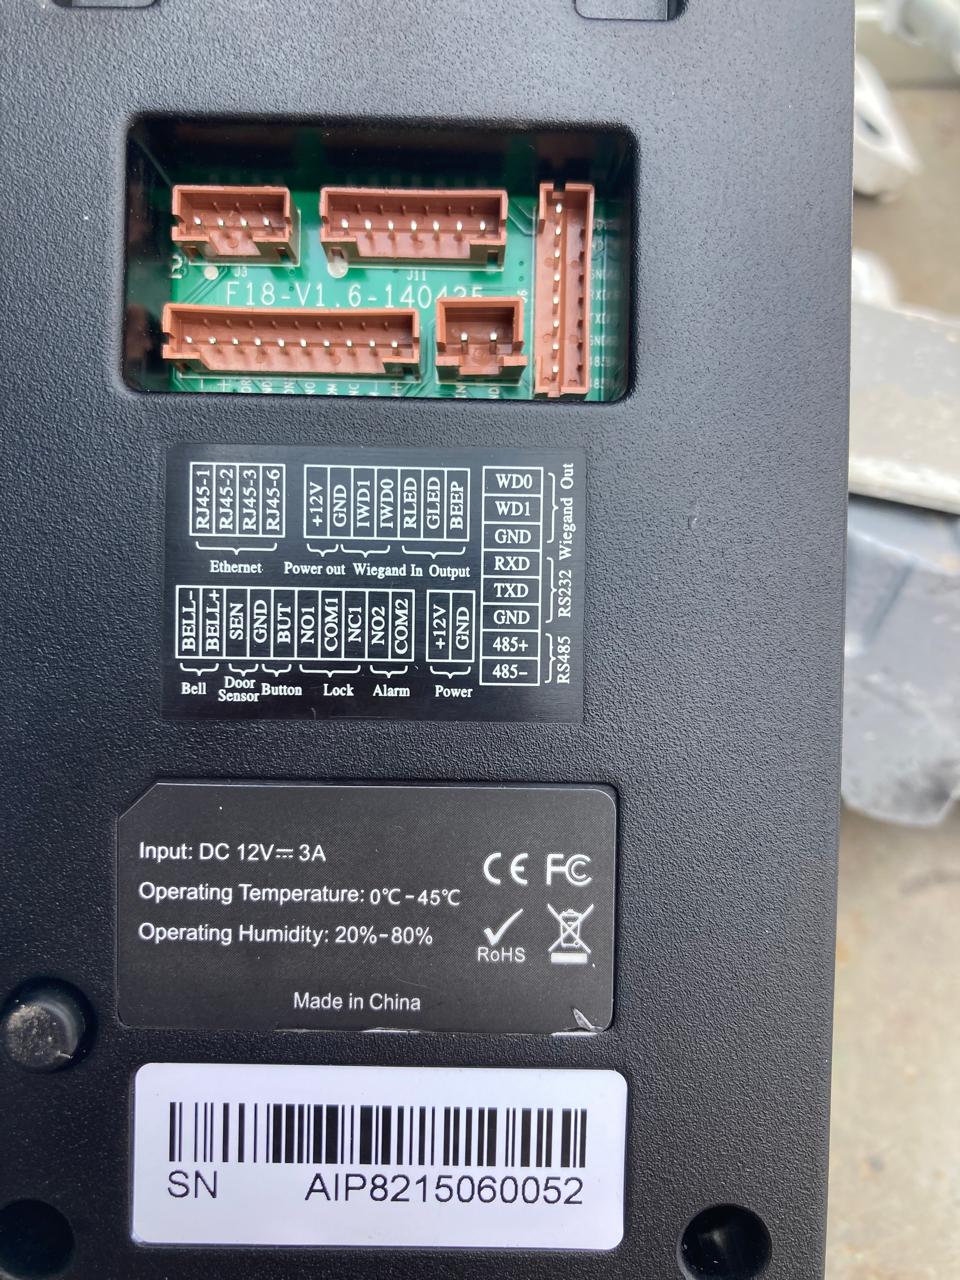 J3
J11
F18-V1.6-140425
RJ45-1
RJ45-2
RJ45-3
RJ45-6
Ethernet
+12V
GND
IWD1
IWD0
RLED
GLED
BEEP
Power out Wiegand In Output
WD0
WD1
GND
Wiegand Out
RXD
TXD
GND
RS232
485+
485-
RS485
BELL-
BELL+
SEN
GND
BUT
NO1
COM1
NC1
NO2
COM2
Bell
Door Sensor
Button
Lock
Alarm
+12V
GND
Power
Input: DC 12V⎓ 3A
Operating Temperature: 0℃-45℃
Operating Humidity: 20%-80%
CE FC
RoHS
Made in China
SN AIP8215060052